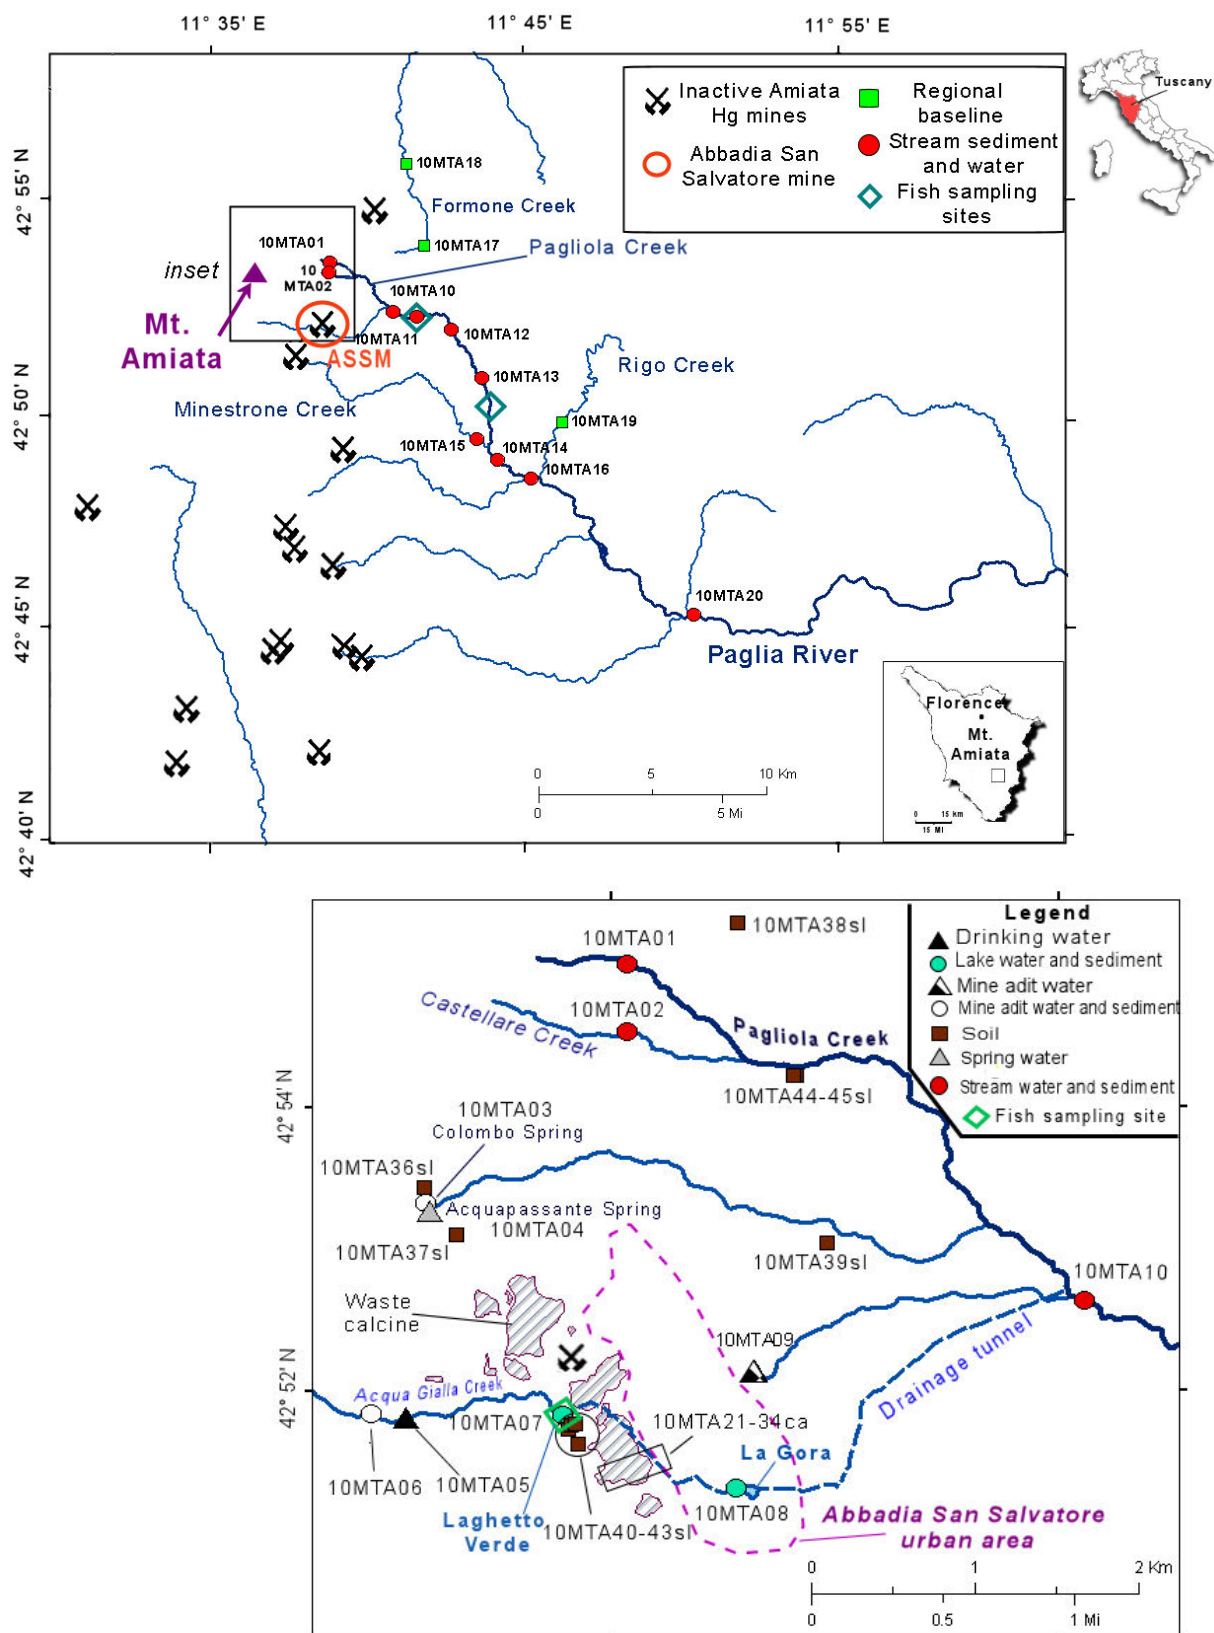 11° 35' E
11° 45' E
11° 55' E
42° 55' N
42° 50' N
42° 45' N
42° 40' N
Inactive Amiata
Hg mines
Regional
baseline
Abbadia San
Salvatore mine
Stream sediment
and water
Fish sampling
sites
Tuscany
10MTA18
Formone Creek
10MTA17
Pagliola Creek
10MTA01
inset
10
MTA02
10MTA10
Mt.
Amiata
10MTA11
10MTA12
ASSM
Rigo Creek
10MTA13
Minestrone Creek
10MTA19
10MTA15
10MTA14
10MTA16
10MTA20
Paglia River
Florence
Mt.
Amiata
0 15 km
15 MI
0 5 10 Km
0 5 Mi
42° 54' N
42° 52' N
Legend
Drinking water
Lake water and sediment
Mine adit water
Mine adit water and sediment
Soil
Spring water
Stream water and sediment
Fish sampling site
10MTA38sl
10MTA01
10MTA02
Castellare Creek
Pagliola Creek
10MTA44-45sl
10MTA03
Colombo Spring
10MTA36sl
Acquapassante Spring
10MTA04
10MTA37sl
10MTA39sl
10MTA10
Waste
calcine
10MTA09
Drainage tunnel
Acqua Gialla Creek
10MTA07
10MTA21-34ca
La Gora
10MTA06
10MTA05
10MTA08
Laghetto
Verde
10MTA40-43sl
Abbadia San Salvatore
urban area
0 1 2 Km
0 0.5 1 Mi